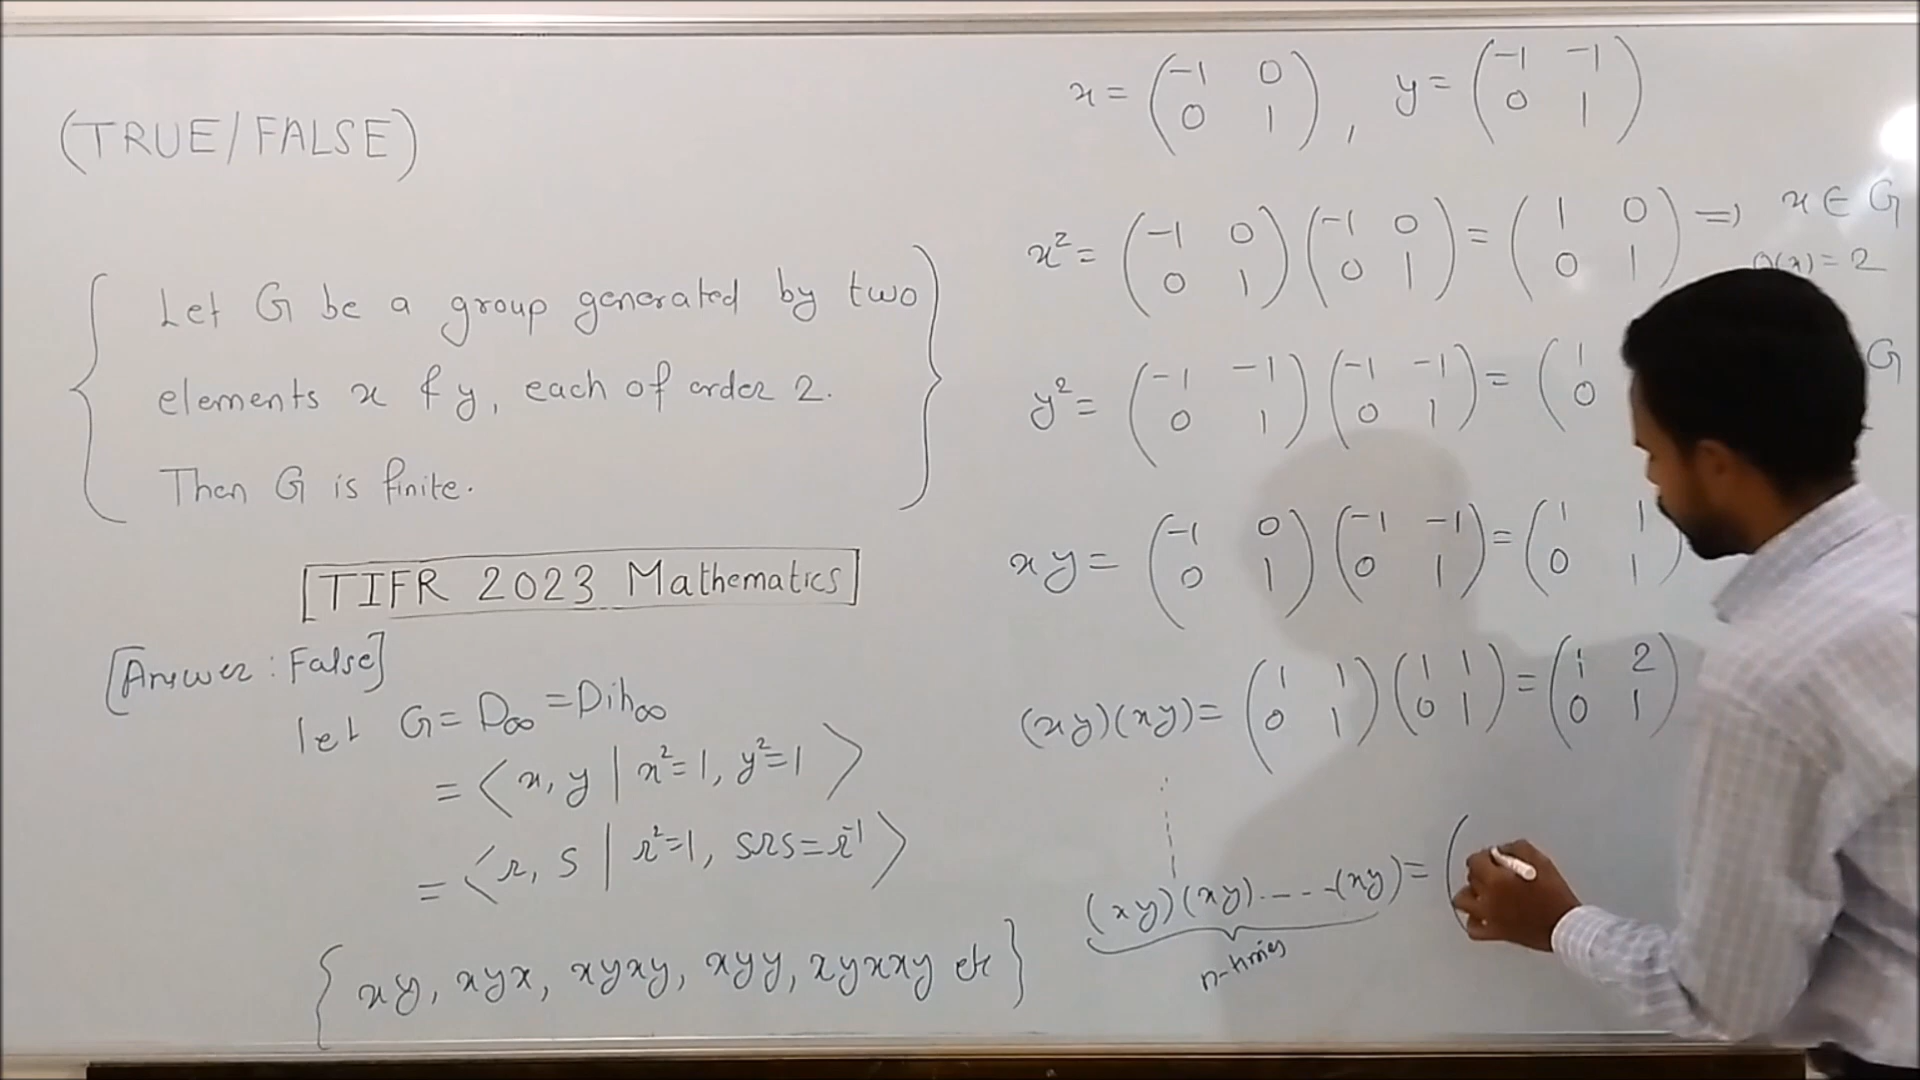 (TRUE/FALSE)
Let G be a group generated by two
elements x & y, each of order 2.
Then G is finite.
TIFR 2023 Mathematics
[Answer: False]
let G = D∞ = Dih∞
= ⟨x, y | x² = 1, y² = 1⟩
= ⟨r, s | r² = 1, srs = r⁻¹⟩
{xy, xyx, xyxy, xyy, xyxxy etc}
x = (-1 0; 0 1), y = (-1 -1; 0 1)
x² = (-1 0; 0 1)(-1 0; 0 1) = (1 0; 0 1) ⇒ x ∈ G
O(x) = 2
y² = (-1 -1; 0 1)(-1 -1; 0 1) = (1 0 G
xy = (-1 0; 0 1)(-1 -1; 0 1) = (1 1; 0 1)
(xy)(xy) = (1 1; 0 1)(1 1; 0 1) = (1 2; 0 1)
(xy)(xy)----(xy) = (
n-times